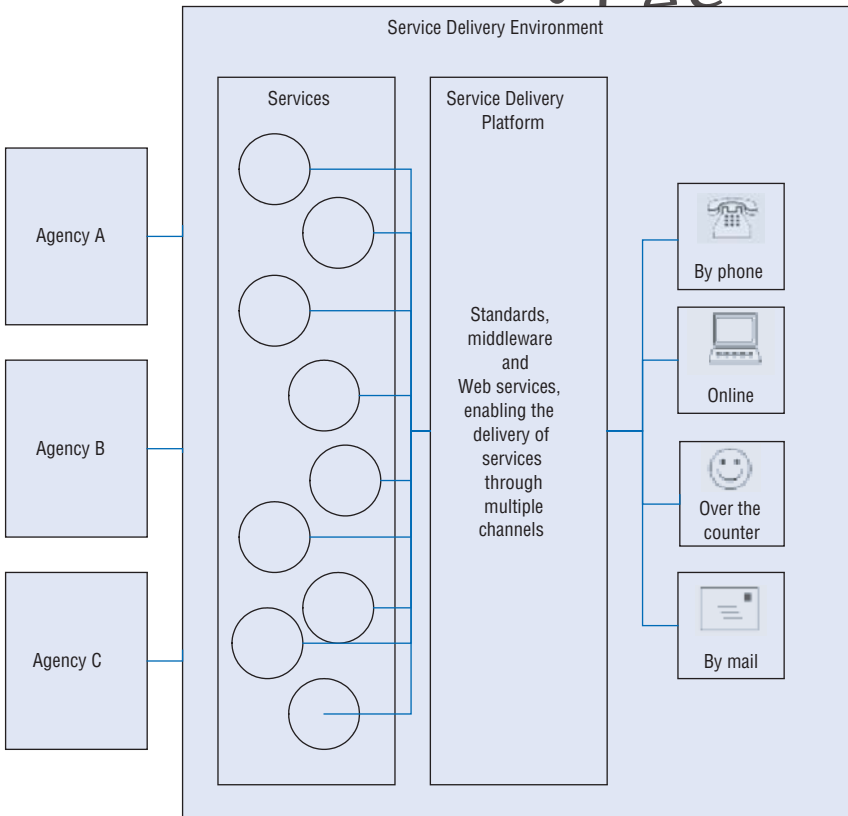 Service Delivery Environment
Services
Service Delivery
Platform
Agency A
Agency B
Agency C
Standards,
middleware
and
Web services,
enabling the
delivery of
services
through
multiple
channels
By phone
Online
Over the
counter
By mail